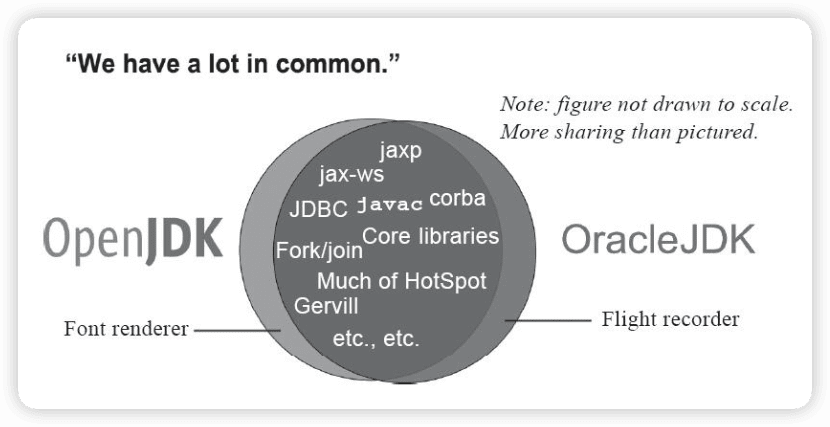 “We have a lot in common.”
Note: figure not drawn to scale.
More sharing than pictured.
jaxp
jax-ws
JDBC javac corba
OpenJDK
Fork/join Core libraries
OracleJDK
Much of HotSpot
Gervill
Font renderer
Flight recorder
etc., etc.